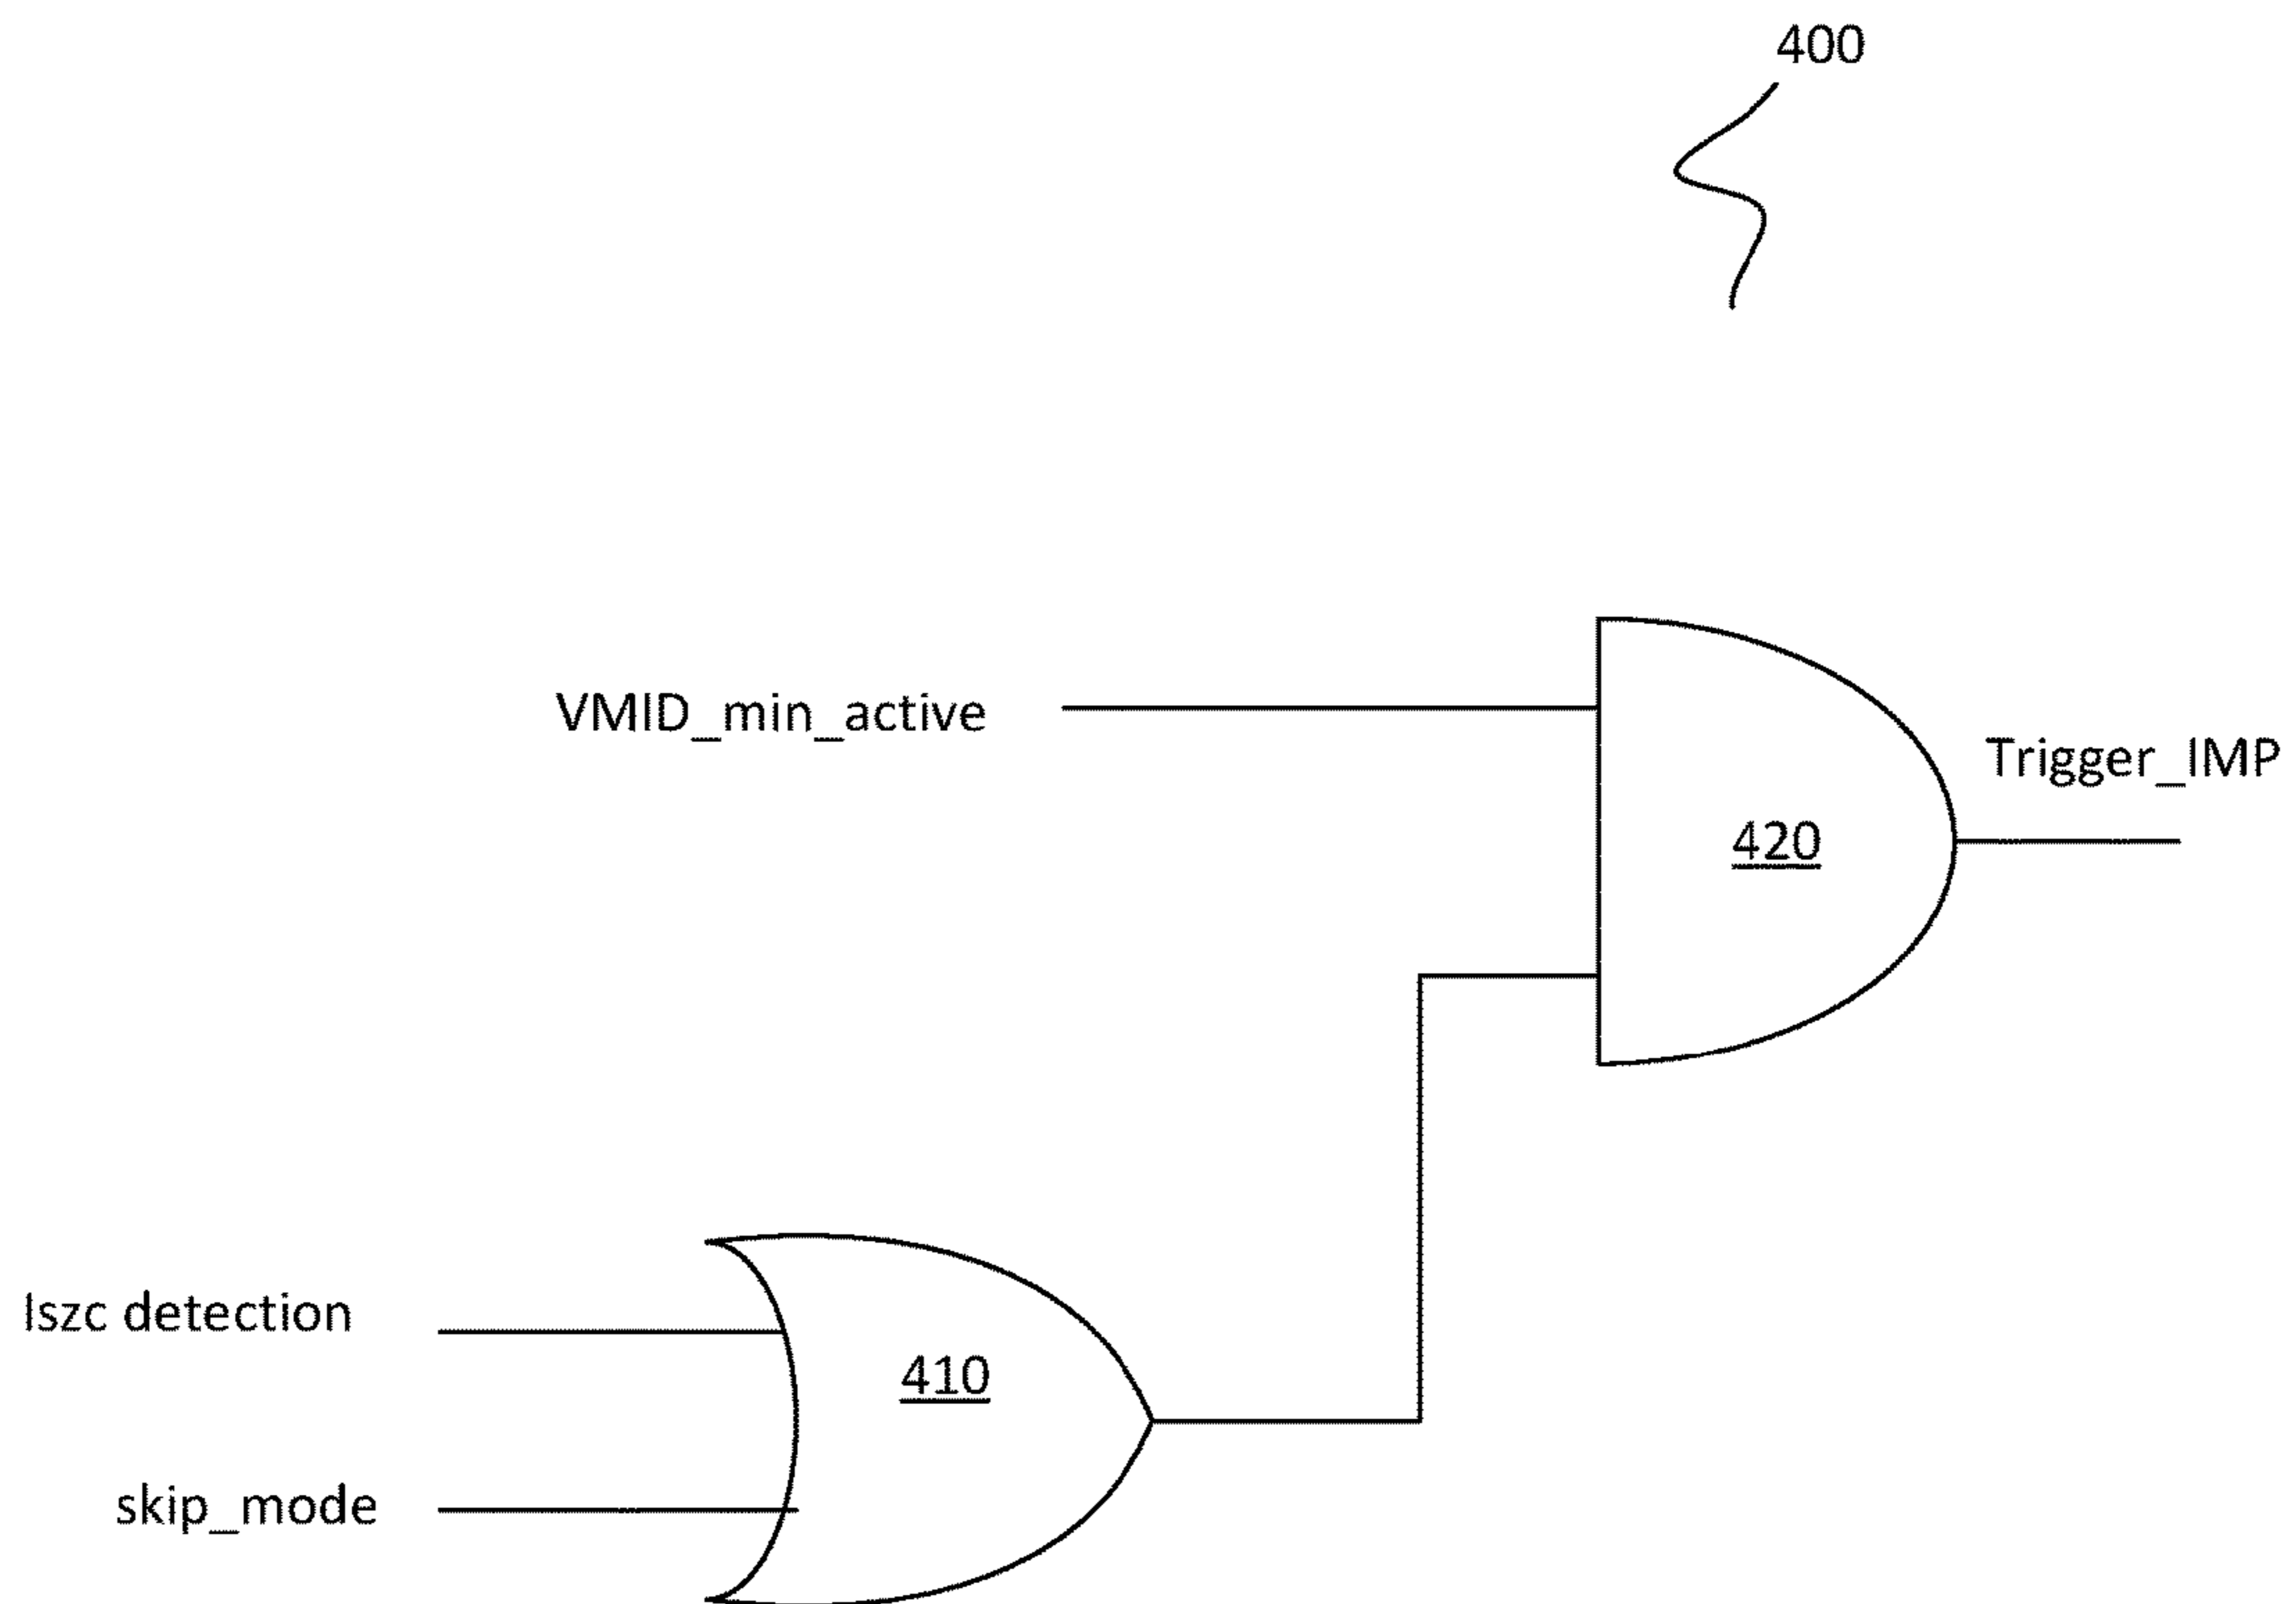 400
VMID_min_active
Trigger_IMP
420
Iszc detection
410
skip_mode